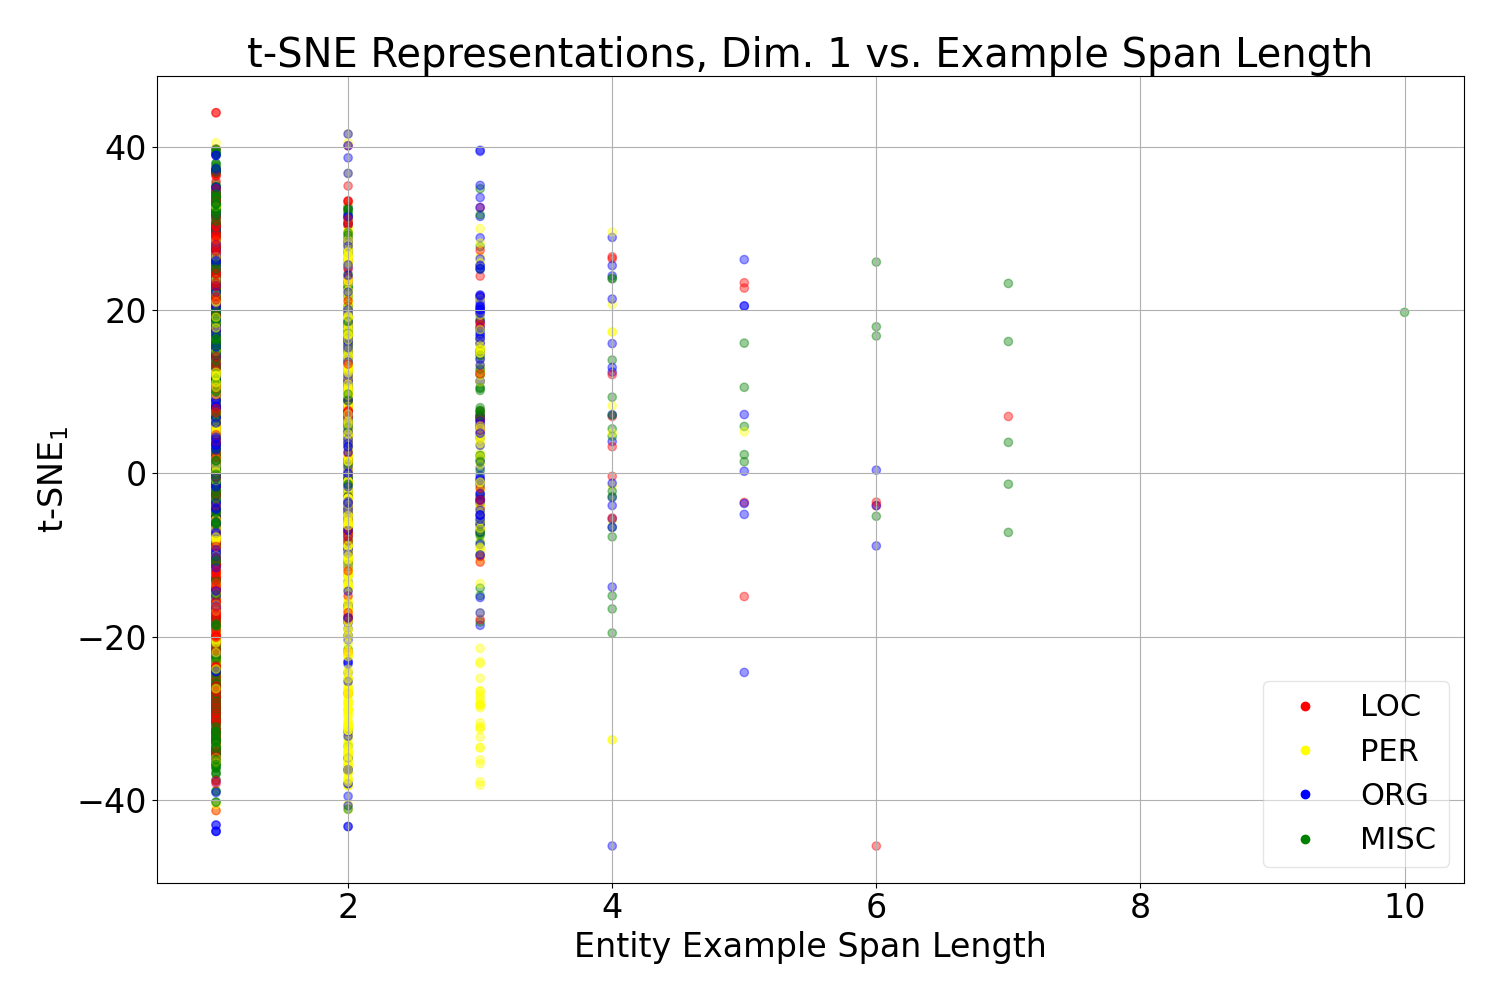 t-SNE Representations, Dim. 1 vs. Example Span Length
t-SNE₁
40
20
0
−20
−40
2
4
6
8
10
Entity Example Span Length
LOC
PER
ORG
MISC